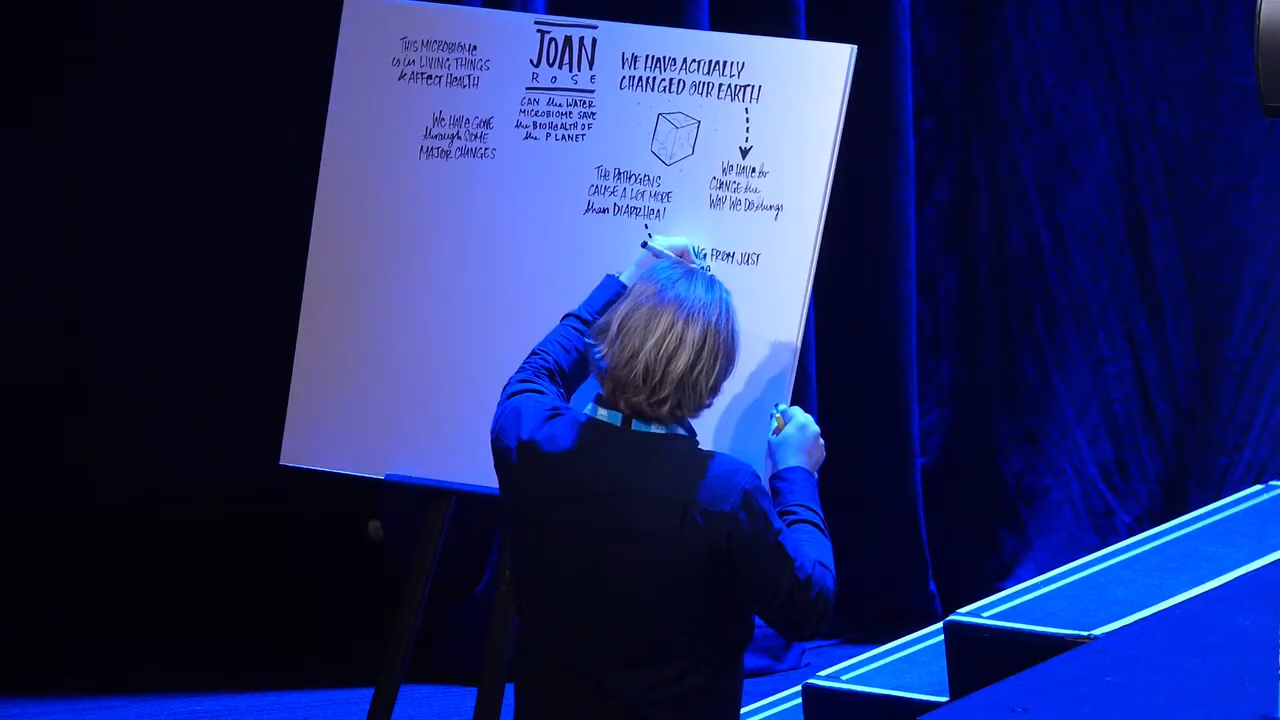 THIS MICROBIOMe
is in LIVING THINGS
& AFFECT HEALTH
We HAVE GONE
through SOME
MAJOR CHANGES
JOAN
ROSE
CAN the WATER
MICROBIOME SAVE
the BIOHEALTH OF
the PLANET
We HAVe ACTUALLY
CHANGED OUR EARTH
THe PATHOGENS
CAUSE A LOT MORE
than DIARRHeA!
We HAVe to
CHANGE the
WAY We DO things
FROM JUST